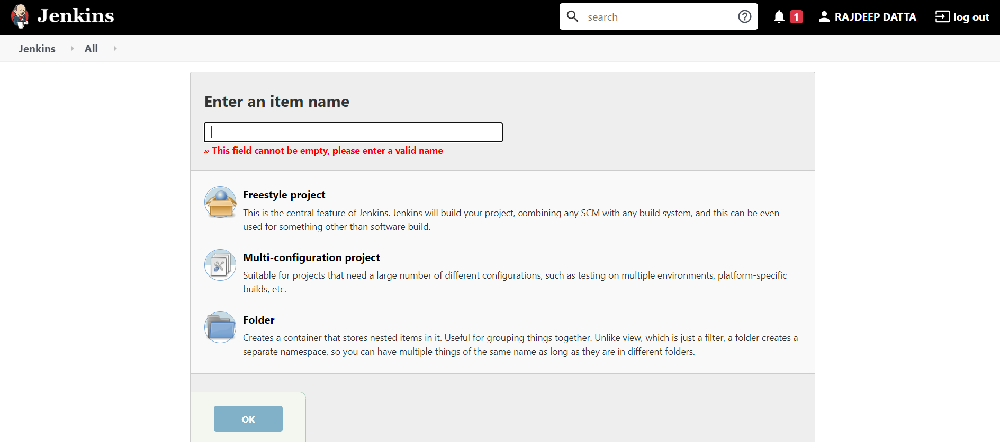 Jenkins
search
1
RAJDEEP DATTA
log out
Jenkins
All
Enter an item name
» This field cannot be empty, please enter a valid name
Freestyle project
This is the central feature of Jenkins. Jenkins will build your project, combining any SCM with any build system, and this can be even
used for something other than software build.
Multi-configuration project
Suitable for projects that need a large number of different configurations, such as testing on multiple environments, platform-specific
builds, etc.
Folder
Creates a container that stores nested items in it. Useful for grouping things together. Unlike view, which is just a filter, a folder creates a
separate namespace, so you can have multiple things of the same name as long as they are in different folders.
OK